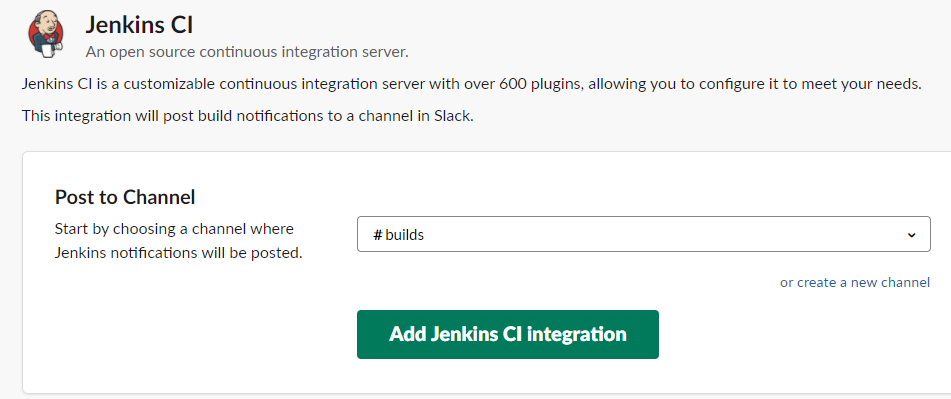 Jenkins CI
An open source continuous integration server.
Jenkins CI is a customizable continuous integration server with over 600 plugins, allowing you to configure it to meet your needs.
This integration will post build notifications to a channel in Slack.
Post to Channel
Start by choosing a channel where
Jenkins notifications will be posted.
# builds
or create a new channel
Add Jenkins CI integration